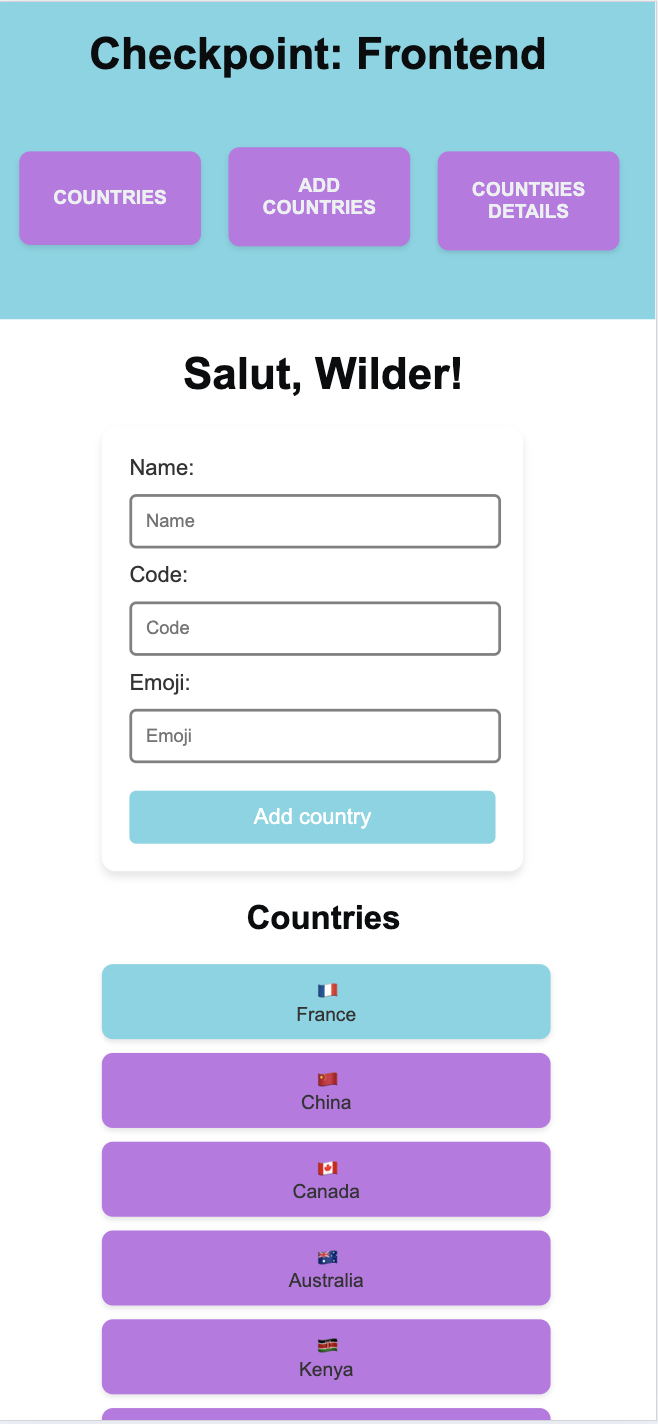 Checkpoint: Frontend
COUNTRIES
ADD
COUNTRIES
COUNTRIES
DETAILS
Salut, Wilder!
Name:
Name
Code:
Code
Emoji:
Emoji
Add country
Countries
France
China
Canada
Australia
Kenya